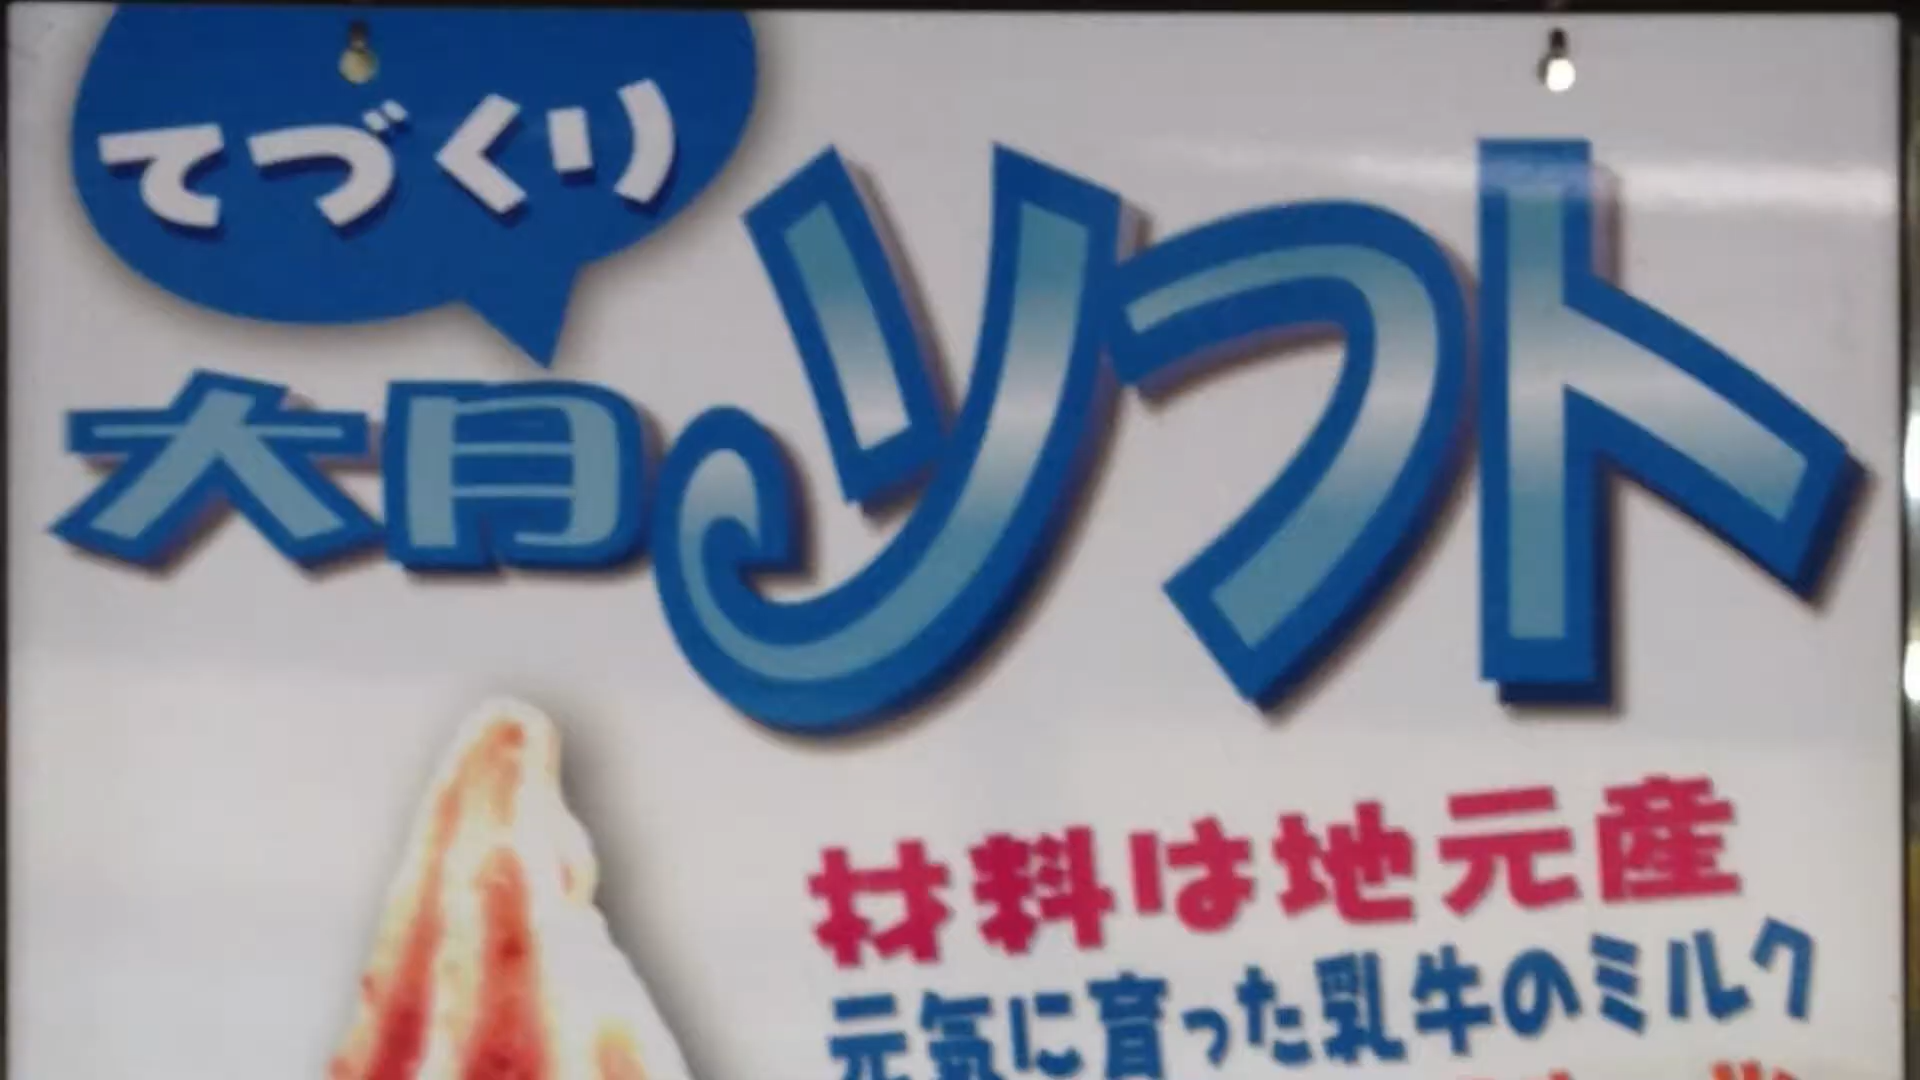 てづくり
大月ソフト
材料は地元産
元気に育った乳牛のミルク